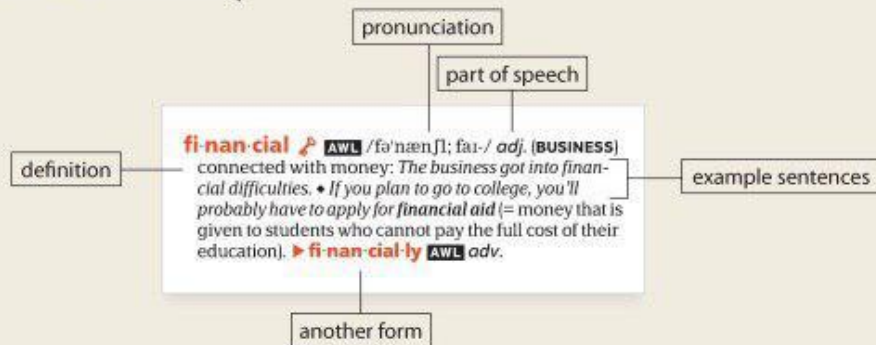 pronunciation
part of speech
definition
fi·nan·cial AWL /fəˈnænʃl; faɪ-/ adj. (BUSINESS)
connected with money: The business got into finan-
cial difficulties. ◆ If you plan to go to college, you'll
probably have to apply for financial aid (= money that is
given to students who cannot pay the full cost of their
education). ▶ fi·nan·cial·ly AWL adv.
example sentences
another form